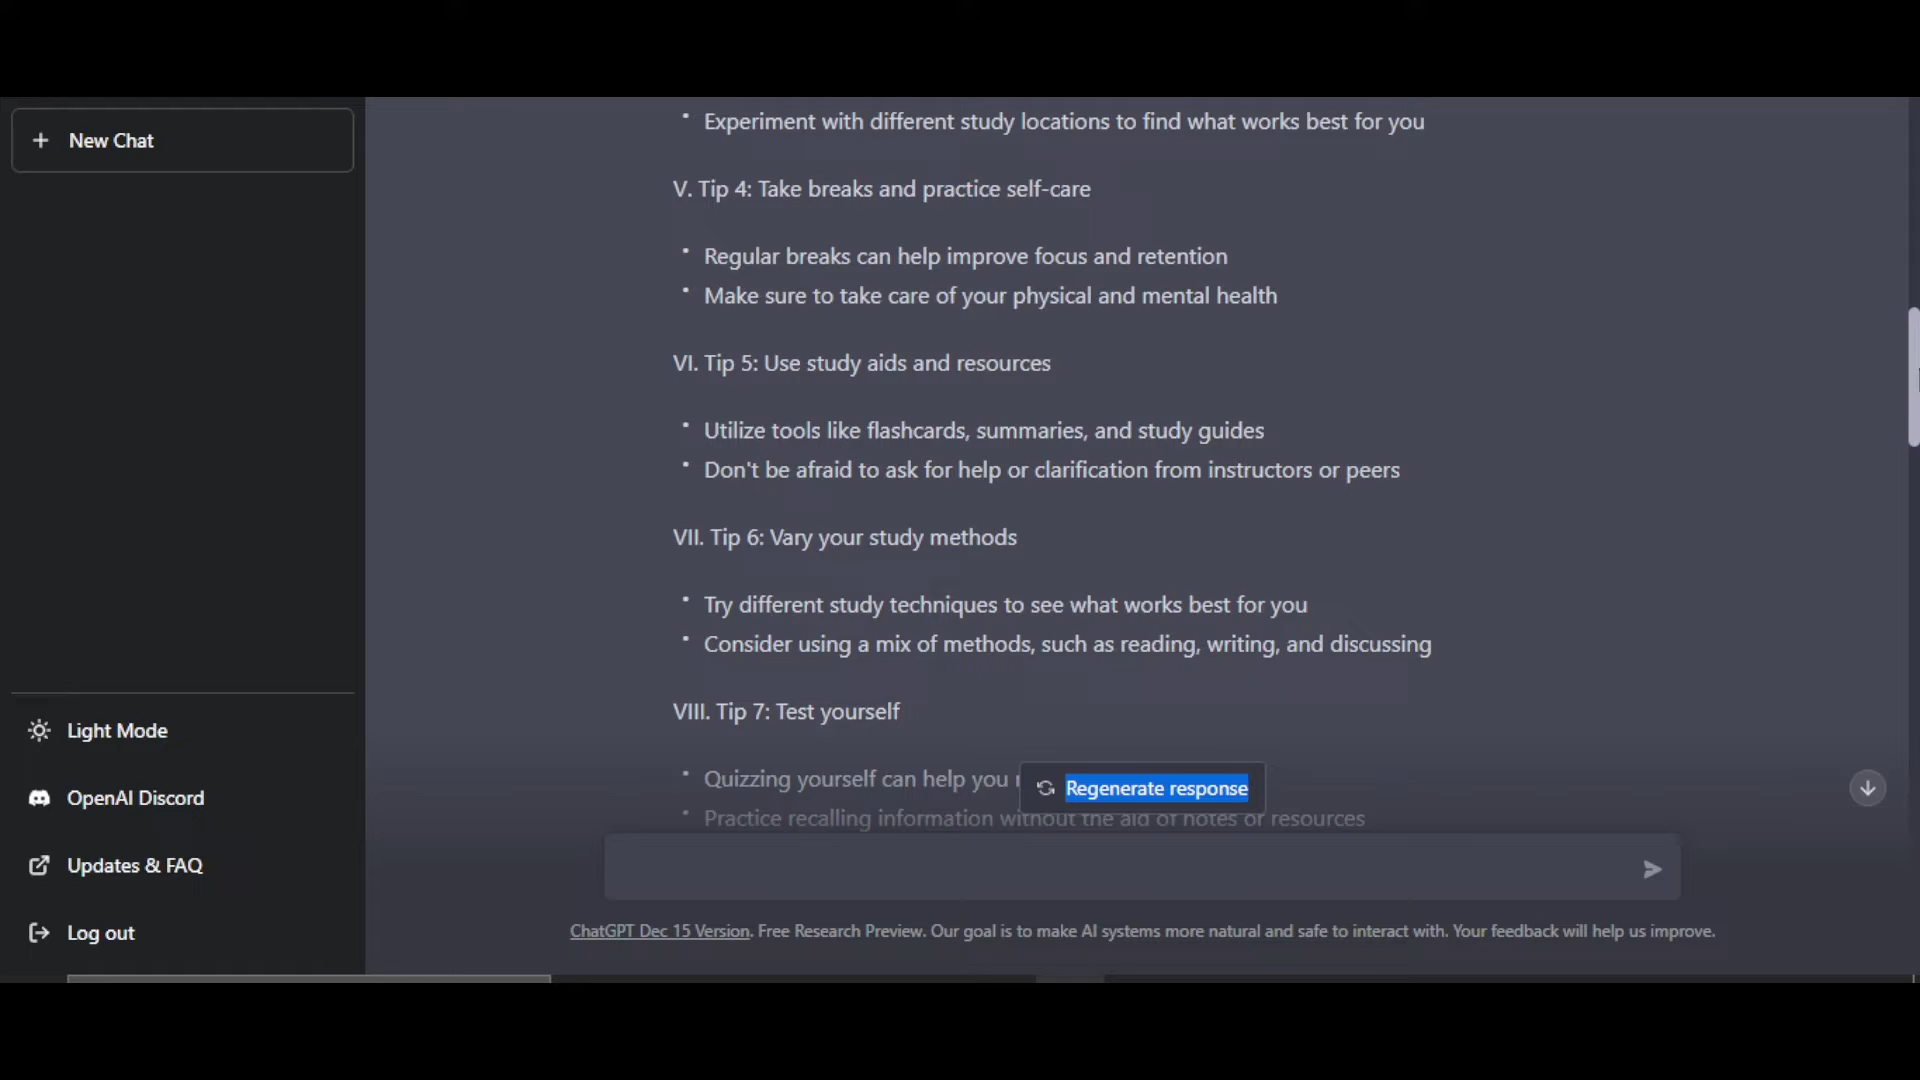 New Chat
Experiment with different study locations to find what works best for you
V. Tip 4: Take breaks and practice self-care
Regular breaks can help improve focus and retention
Make sure to take care of your physical and mental health
VI. Tip 5: Use study aids and resources
Utilize tools like flashcards, summaries, and study guides
Don't be afraid to ask for help or clarification from instructors or peers
VII. Tip 6: Vary your study methods
Try different study techniques to see what works best for you
Consider using a mix of methods, such as reading, writing, and discussing
VIII. Tip 7: Test yourself
Quizzing yourself can help you
Regenerate response
Practice recalling information without the aid of notes or resources
Light Mode
OpenAI Discord
Updates & FAQ
Log out
ChatGPT Dec 15 Version. Free Research Preview. Our goal is to make AI systems more natural and safe to interact with. Your feedback will help us improve.